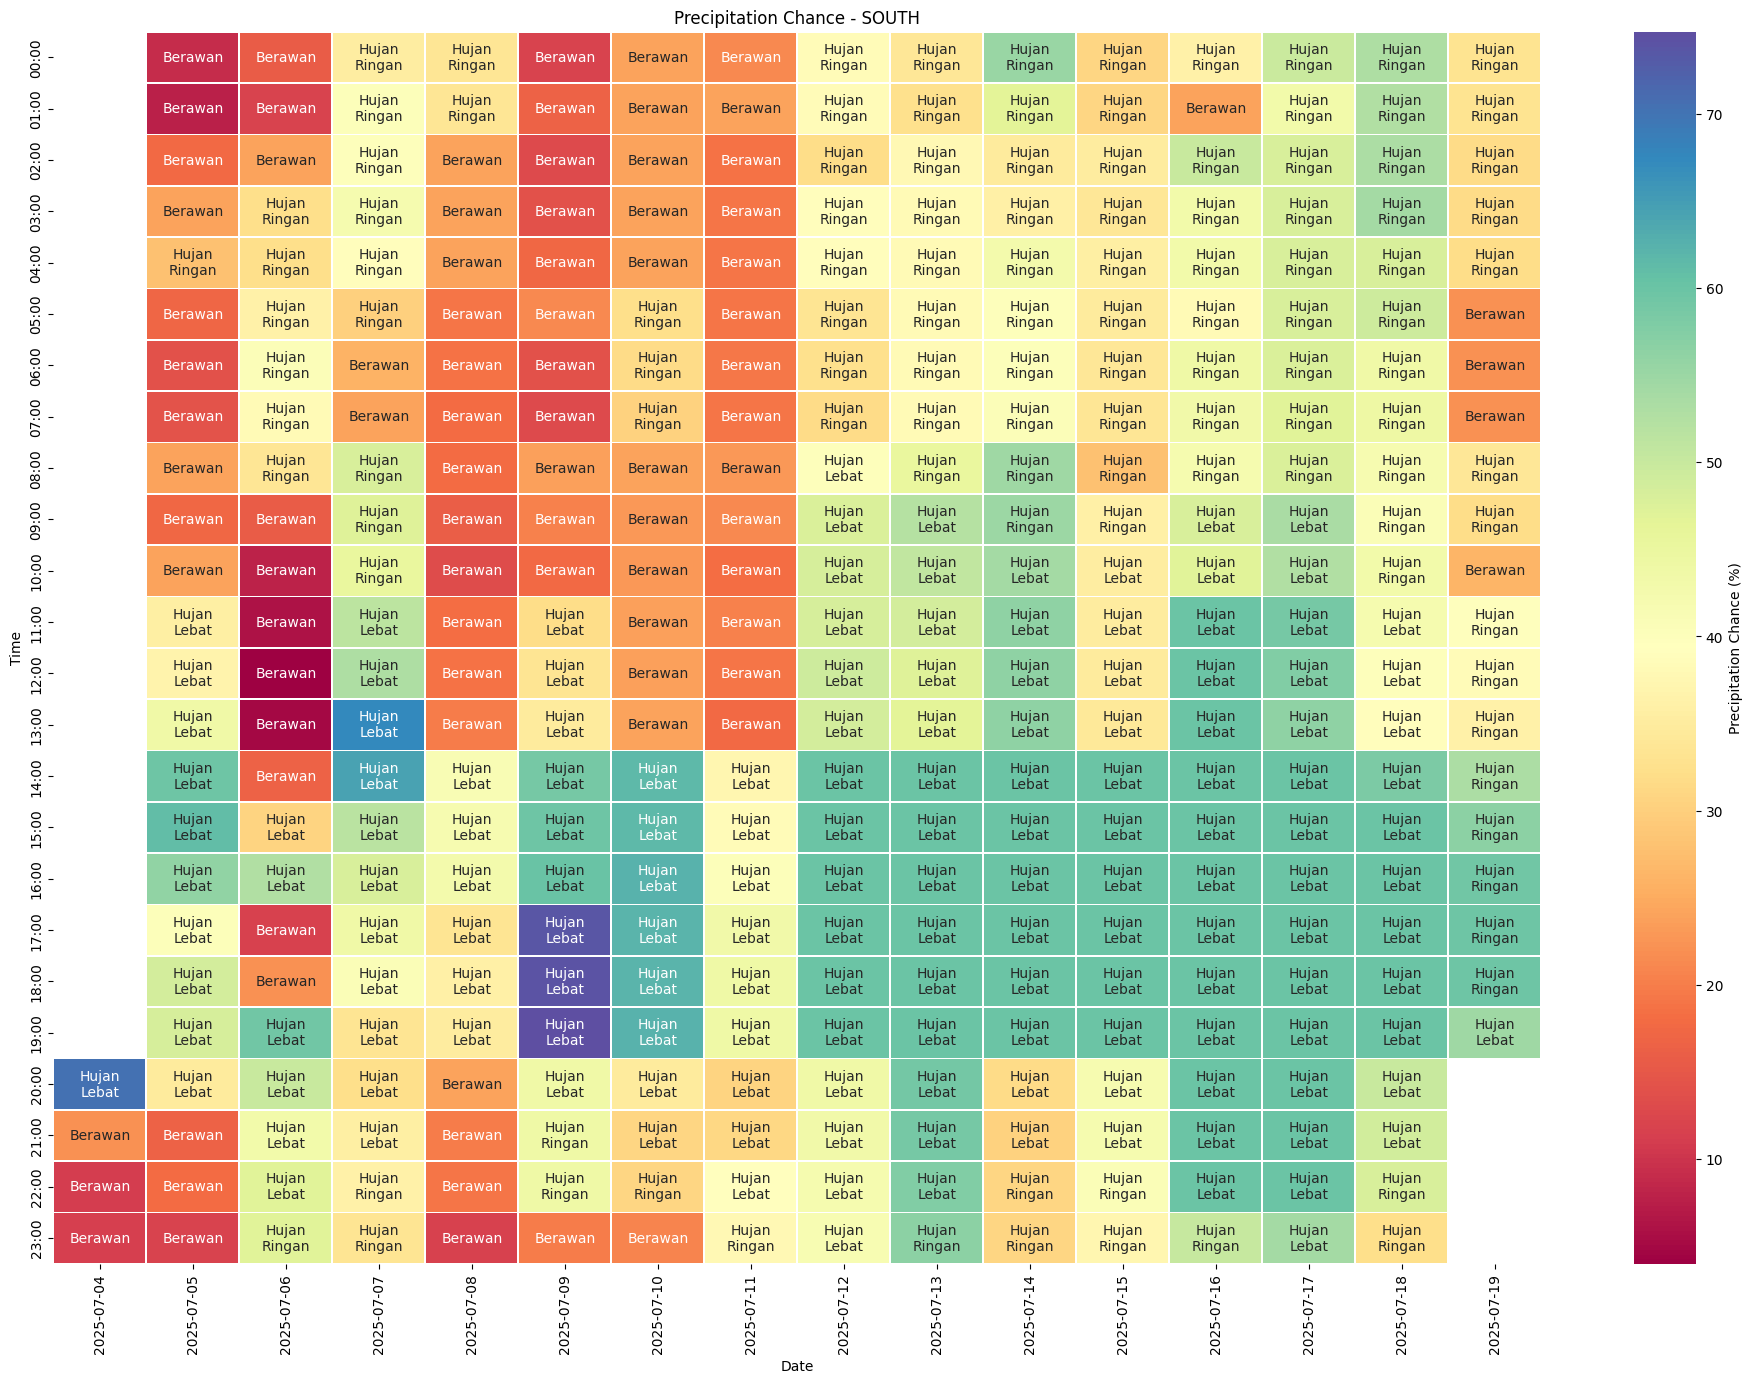 Precipitation Chance - SOUTH
00:00 Berawan Berawan Hujan Ringan Hujan Ringan Berawan Berawan Berawan Hujan Ringan Hujan Ringan Hujan Ringan Hujan Ringan Hujan Ringan Hujan Ringan Hujan Ringan Hujan Ringan
01:00 Berawan Berawan Hujan Ringan Hujan Ringan Berawan Berawan Berawan Hujan Ringan Hujan Ringan Hujan Ringan Hujan Ringan Berawan Hujan Ringan Hujan Ringan Hujan Ringan
02:00 Berawan Berawan Hujan Ringan Berawan Berawan Berawan Berawan Hujan Ringan Hujan Ringan Hujan Ringan Hujan Ringan Hujan Ringan Hujan Ringan Hujan Ringan Hujan Ringan
03:00 Berawan Hujan Ringan Hujan Ringan Berawan Berawan Berawan Berawan Hujan Ringan Hujan Ringan Hujan Ringan Hujan Ringan Hujan Ringan Hujan Ringan Hujan Ringan Hujan Ringan
04:00 Hujan Ringan Hujan Ringan Hujan Ringan Berawan Berawan Berawan Berawan Hujan Ringan Hujan Ringan Hujan Ringan Hujan Ringan Hujan Ringan Hujan Ringan Hujan Ringan Hujan Ringan
05:00 Berawan Hujan Ringan Hujan Ringan Berawan Berawan Hujan Ringan Berawan Hujan Ringan Hujan Ringan Hujan Ringan Hujan Ringan Hujan Ringan Hujan Ringan Hujan Ringan Berawan
06:00 Berawan Hujan Ringan Berawan Berawan Berawan Hujan Ringan Berawan Hujan Ringan Hujan Ringan Hujan Ringan Hujan Ringan Hujan Ringan Hujan Ringan Hujan Ringan Berawan
07:00 Berawan Hujan Ringan Berawan Berawan Berawan Hujan Ringan Berawan Hujan Ringan Hujan Ringan Hujan Ringan Hujan Ringan Hujan Ringan Hujan Ringan Hujan Ringan Berawan
08:00 Berawan Hujan Ringan Hujan Ringan Berawan Berawan Berawan Berawan Hujan Lebat Hujan Ringan Hujan Ringan Hujan Ringan Hujan Ringan Hujan Ringan Hujan Ringan Hujan Ringan
09:00 Berawan Berawan Hujan Ringan Berawan Berawan Berawan Berawan Hujan Lebat Hujan Lebat Hujan Ringan Hujan Ringan Hujan Lebat Hujan Lebat Hujan Ringan Hujan Ringan
10:00 Berawan Berawan Hujan Ringan Berawan Berawan Berawan Berawan Hujan Lebat Hujan Lebat Hujan Lebat Hujan Lebat Hujan Lebat Hujan Lebat Hujan Ringan Berawan
11:00 Hujan Lebat Berawan Hujan Lebat Berawan Hujan Lebat Berawan Berawan Hujan Lebat Hujan Lebat Hujan Lebat Hujan Lebat Hujan Lebat Hujan Lebat Hujan Lebat Hujan Ringan
12:00 Hujan Lebat Berawan Hujan Lebat Berawan Hujan Lebat Berawan Berawan Hujan Lebat Hujan Lebat Hujan Lebat Hujan Lebat Hujan Lebat Hujan Lebat Hujan Lebat Hujan Ringan
13:00 Hujan Lebat Berawan Hujan Lebat Berawan Hujan Lebat Berawan Berawan Hujan Lebat Hujan Lebat Hujan Lebat Hujan Lebat Hujan Lebat Hujan Lebat Hujan Lebat Hujan Ringan
14:00 Hujan Lebat Berawan Hujan Lebat Hujan Lebat Hujan Lebat Hujan Lebat Hujan Lebat Hujan Lebat Hujan Lebat Hujan Lebat Hujan Lebat Hujan Lebat Hujan Lebat Hujan Lebat Hujan Ringan
15:00 Hujan Lebat Hujan Lebat Hujan Lebat Hujan Lebat Hujan Lebat Hujan Lebat Hujan Lebat Hujan Lebat Hujan Lebat Hujan Lebat Hujan Lebat Hujan Lebat Hujan Lebat Hujan Lebat Hujan Ringan
16:00 Hujan Lebat Hujan Lebat Hujan Lebat Hujan Lebat Hujan Lebat Hujan Lebat Hujan Lebat Hujan Lebat Hujan Lebat Hujan Lebat Hujan Lebat Hujan Lebat Hujan Lebat Hujan Lebat Hujan Ringan
17:00 Hujan Lebat Berawan Hujan Lebat Hujan Lebat Hujan Lebat Hujan Lebat Hujan Lebat Hujan Lebat Hujan Lebat Hujan Lebat Hujan Lebat Hujan Lebat Hujan Lebat Hujan Lebat Hujan Ringan
18:00 Hujan Lebat Berawan Hujan Lebat Hujan Lebat Hujan Lebat Hujan Lebat Hujan Lebat Hujan Lebat Hujan Lebat Hujan Lebat Hujan Lebat Hujan Lebat Hujan Lebat Hujan Lebat Hujan Ringan
19:00 Hujan Lebat Hujan Lebat Hujan Lebat Hujan Lebat Hujan Lebat Hujan Lebat Hujan Lebat Hujan Lebat Hujan Lebat Hujan Lebat Hujan Lebat Hujan Lebat Hujan Lebat Hujan Lebat Hujan Lebat
20:00 Hujan Lebat Hujan Lebat Hujan Lebat Hujan Lebat Berawan Hujan Lebat Hujan Lebat Hujan Lebat Hujan Lebat Hujan Lebat Hujan Lebat Hujan Lebat Hujan Lebat Hujan Lebat Hujan Lebat
21:00 Berawan Berawan Hujan Lebat Hujan Lebat Berawan Hujan Ringan Hujan Lebat Hujan Lebat Hujan Lebat Hujan Lebat Hujan Lebat Hujan Lebat Hujan Lebat Hujan Lebat Hujan Lebat
22:00 Berawan Berawan Hujan Lebat Hujan Ringan Berawan Hujan Ringan Hujan Ringan Hujan Lebat Hujan Lebat Hujan Lebat Hujan Ringan Hujan Ringan Hujan Lebat Hujan Lebat Hujan Ringan
23:00 Berawan Berawan Hujan Ringan Hujan Ringan Berawan Berawan Berawan Hujan Ringan Hujan Lebat Hujan Ringan Hujan Ringan Hujan Ringan Hujan Ringan Hujan Lebat Hujan Ringan
2025-07-04 2025-07-05 2025-07-06 2025-07-07 2025-07-08 2025-07-09 2025-07-10 2025-07-11 2025-07-12 2025-07-13 2025-07-14 2025-07-15 2025-07-16 2025-07-17 2025-07-18 2025-07-19
Date
Time
70
60
50
40
30
20
10
Precipitation Chance (%)